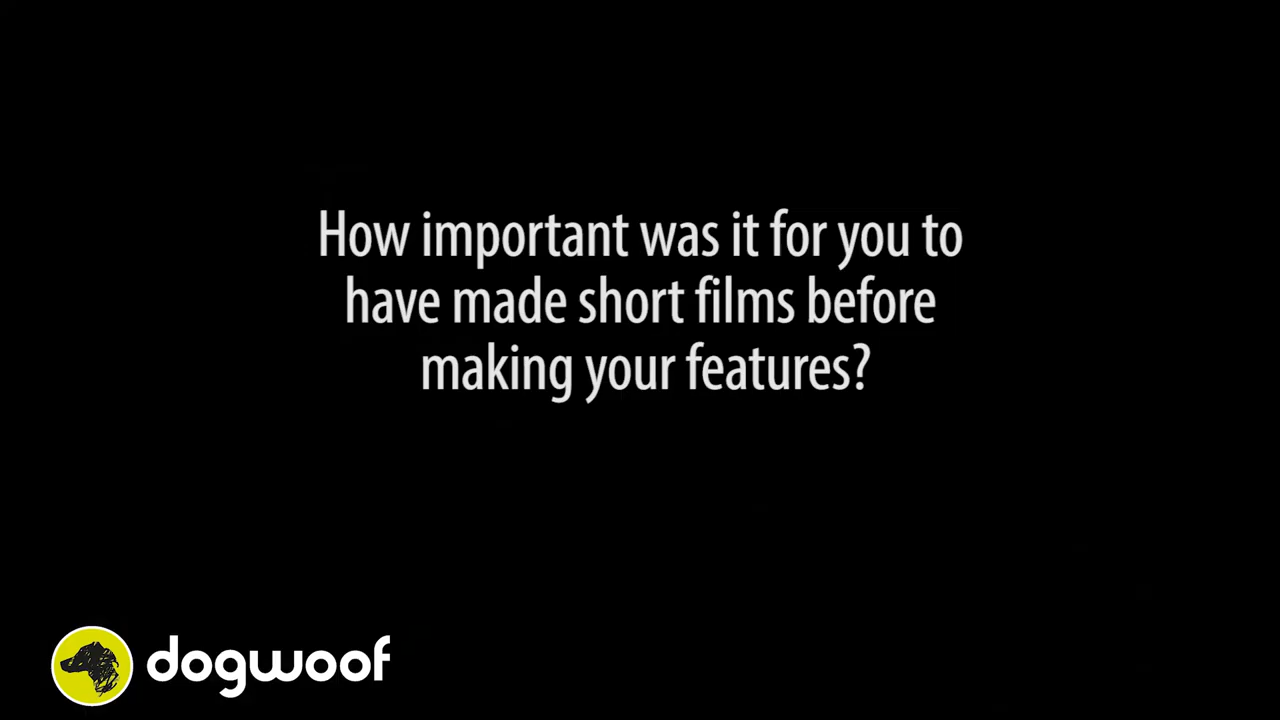 How important was it for you to
have made short films before
making your features?
dogwoof